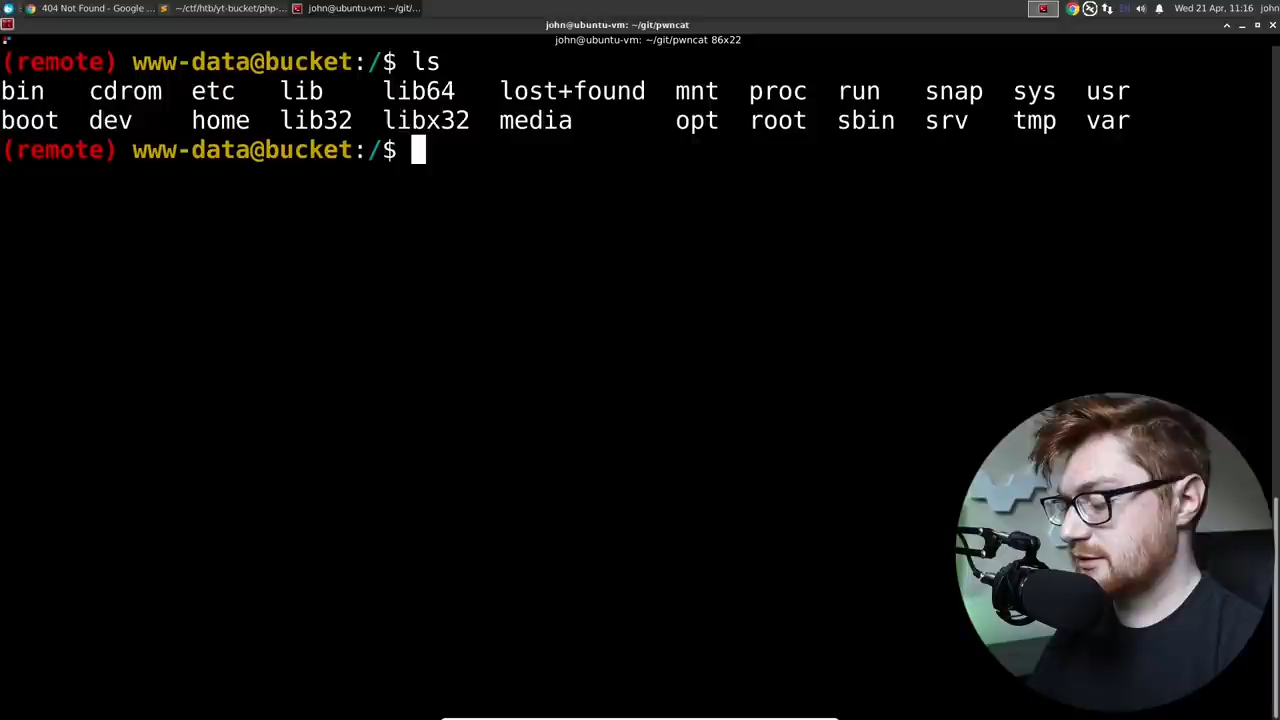 404 Not Found - Google ... ~/ctf/htb/yt-bucket/php-... john@ubuntu-vm: ~/git/... EN Wed 21 Apr, 11:16 john
john@ubuntu-vm: ~/git/pwncat
john@ubuntu-vm: ~/git/pwncat 86x22
(remote) www-data@bucket:/$ ls
bin cdrom etc lib lib64 lost+found mnt proc run snap sys usr
boot dev home lib32 libx32 media opt root sbin srv tmp var
(remote) www-data@bucket:/$